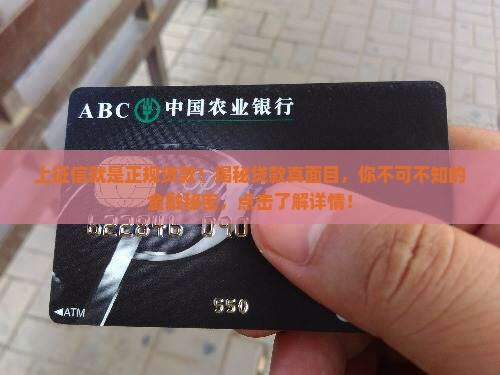 ABC 中国农业银行
上征信就是正规贷款！揭秘贷款真面目，你不可不知的
金融秘密，点击了解详情！
622846 090
550
◀ATM